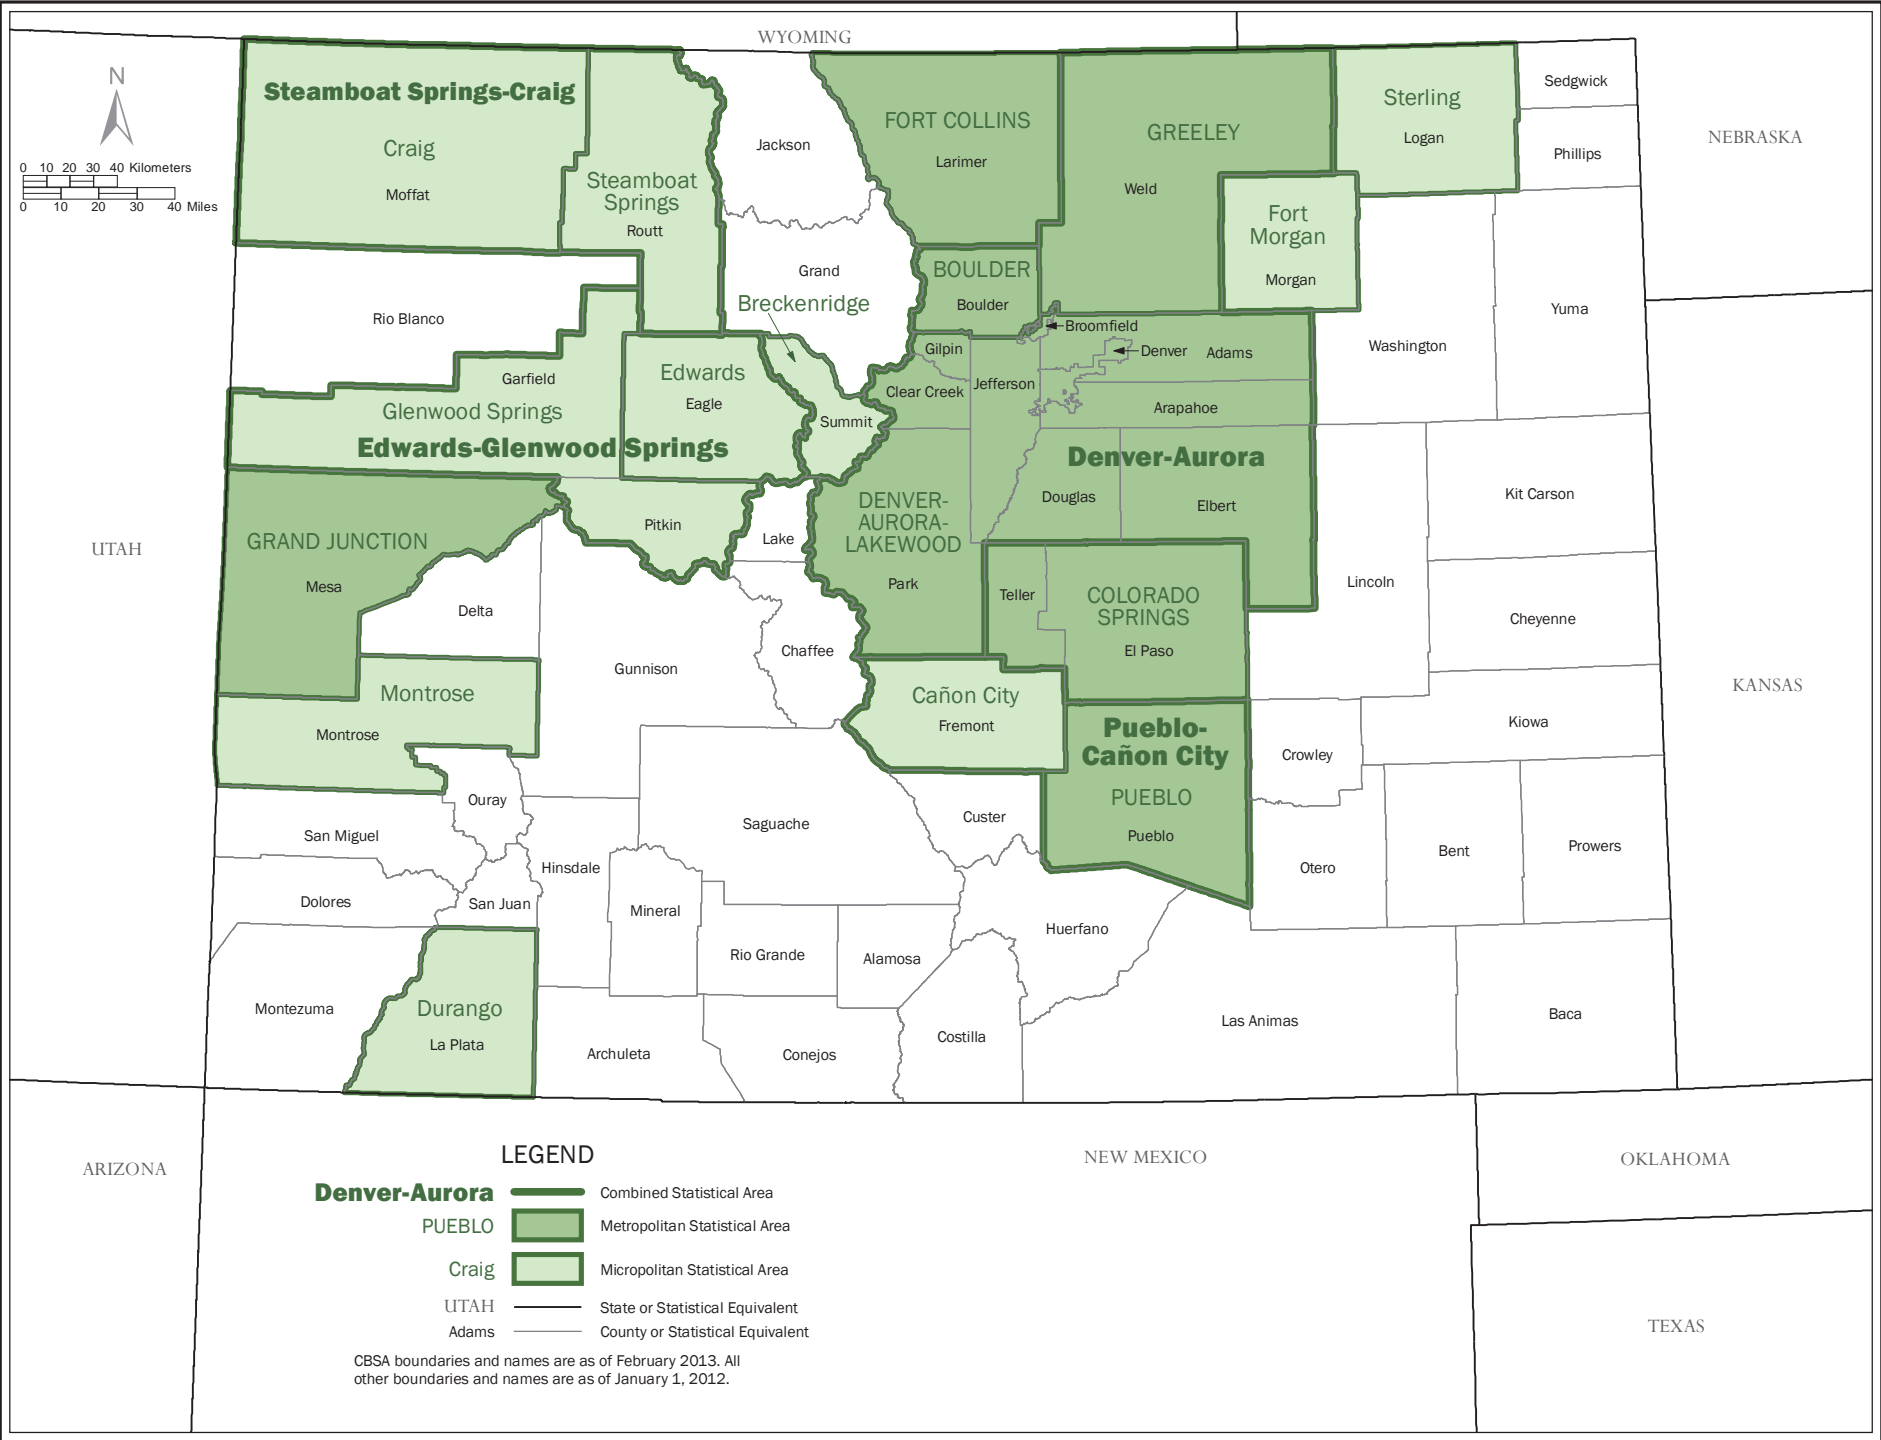 WYOMING
N
0 10 20 30 40 Kilometers
0 10 20 30 40 Miles
Steamboat Springs-Craig
Craig
Moffat
Steamboat
Springs
Routt
Jackson
FORT COLLINS
Larimer
GREELEY
Weld
Sterling
Logan
Sedgwick
Phillips
NEBRASKA
Fort
Morgan
Morgan
Grand
Breckenridge
BOULDER
Boulder
Rio Blanco
Broomfield
Denver
Adams
Washington
Yuma
Gilpin
Clear Creek
Jefferson
Arapahoe
Garfield
Glenwood Springs
Edwards
Eagle
Summit
Edwards-Glenwood Springs
Denver-Aurora
Douglas
Elbert
Kit Carson
UTAH
GRAND JUNCTION
Mesa
Pitkin
Lake
DENVER-
AURORA-
LAKEWOOD
Park
Teller
COLORADO
SPRINGS
El Paso
Lincoln
Cheyenne
Delta
Gunnison
Chaffee
KANSAS
Montrose
Montrose
Cañon City
Fremont
Pueblo-
Cañon City
PUEBLO
Pueblo
Crowley
Kiowa
Ouray
San Miguel
Hinsdale
Saguache
Custer
Otero
Bent
Prowers
Dolores
San Juan
Mineral
Rio Grande
Alamosa
Huerfano
Montezuma
Durango
La Plata
Archuleta
Conejos
Costilla
Las Animas
Baca
ARIZONA
NEW MEXICO
OKLAHOMA
TEXAS
LEGEND
Denver-Aurora Combined Statistical Area
PUEBLO Metropolitan Statistical Area
Craig Micropolitan Statistical Area
UTAH State or Statistical Equivalent
Adams County or Statistical Equivalent
CBSA boundaries and names are as of February 2013. All
other boundaries and names are as of January 1, 2012.